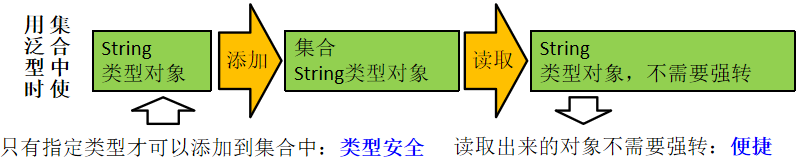 集合中使
用泛型时
String
类型对象
添加
集合
String类型对象
读取
String
类型对象，不需要强转
只有指定类型才可以添加到集合中：类型安全
读取出来的对象不需要强转：便捷